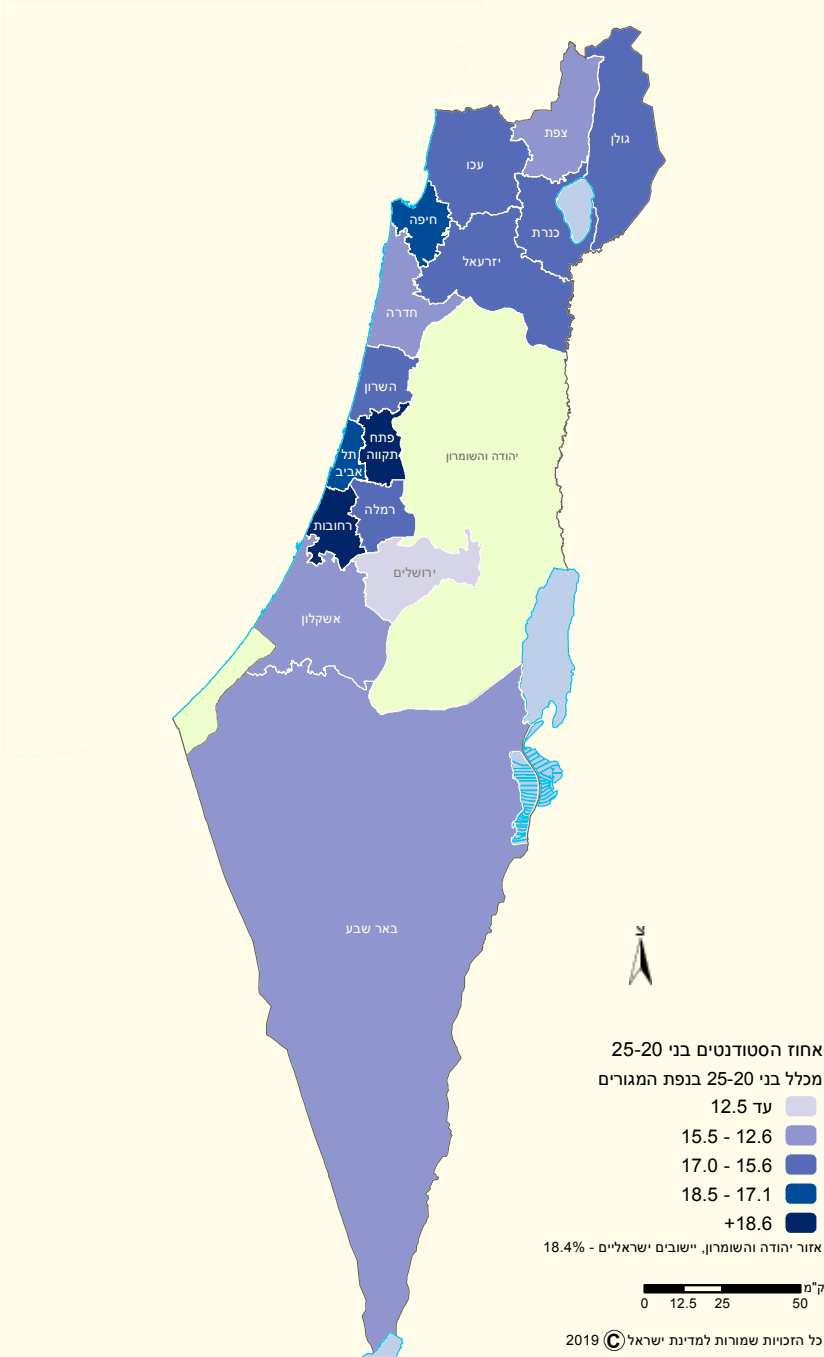 גולן
צפת
עכו
חיפה
כנרת
יזרעאל
חדרה
השרון
פתח
תקווה
תל
אביב
יהודה והשומרון
רמלה
רחובות
ירושלים
אשקלון
באר שבע
צ
אחוז הסטודנטים בני 25-20
מכלל בני 25-20 בנפת המגורים
עד 12.5
15.5 - 12.6
17.0 - 15.6
18.5 - 17.1
+18.6
אזור יהודה והשומרון, יישובים ישראליים - 18.4%
ק"מ
0 12.5 25 50
כל הזכויות שמורות למדינת ישראל © 2019